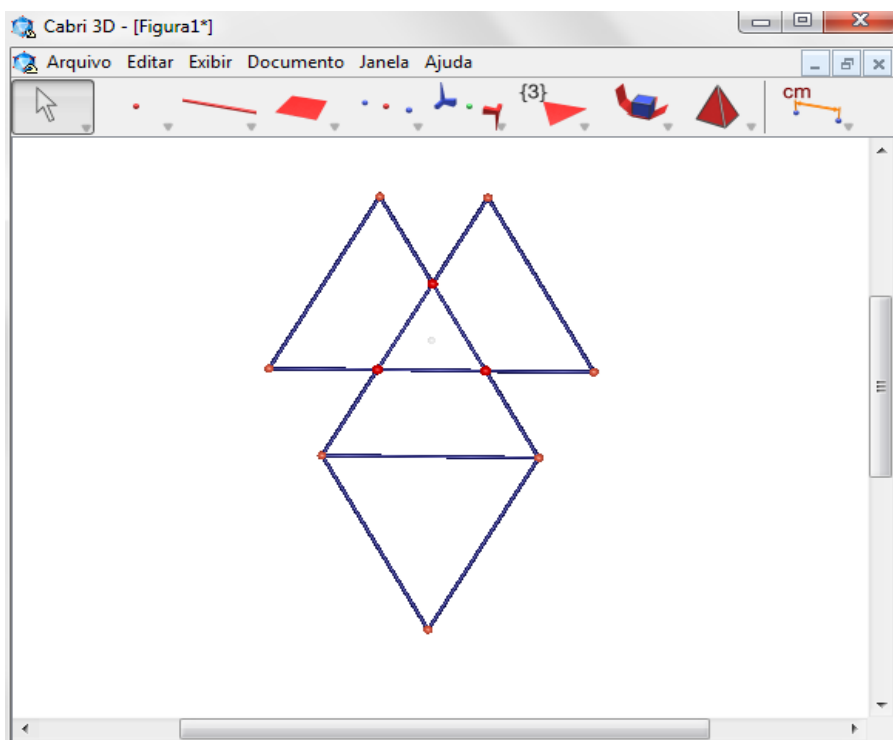 Cabri 3D - [Figura1*]
Arquivo Editar Exibir Documento Janela Ajuda
{3}
cm